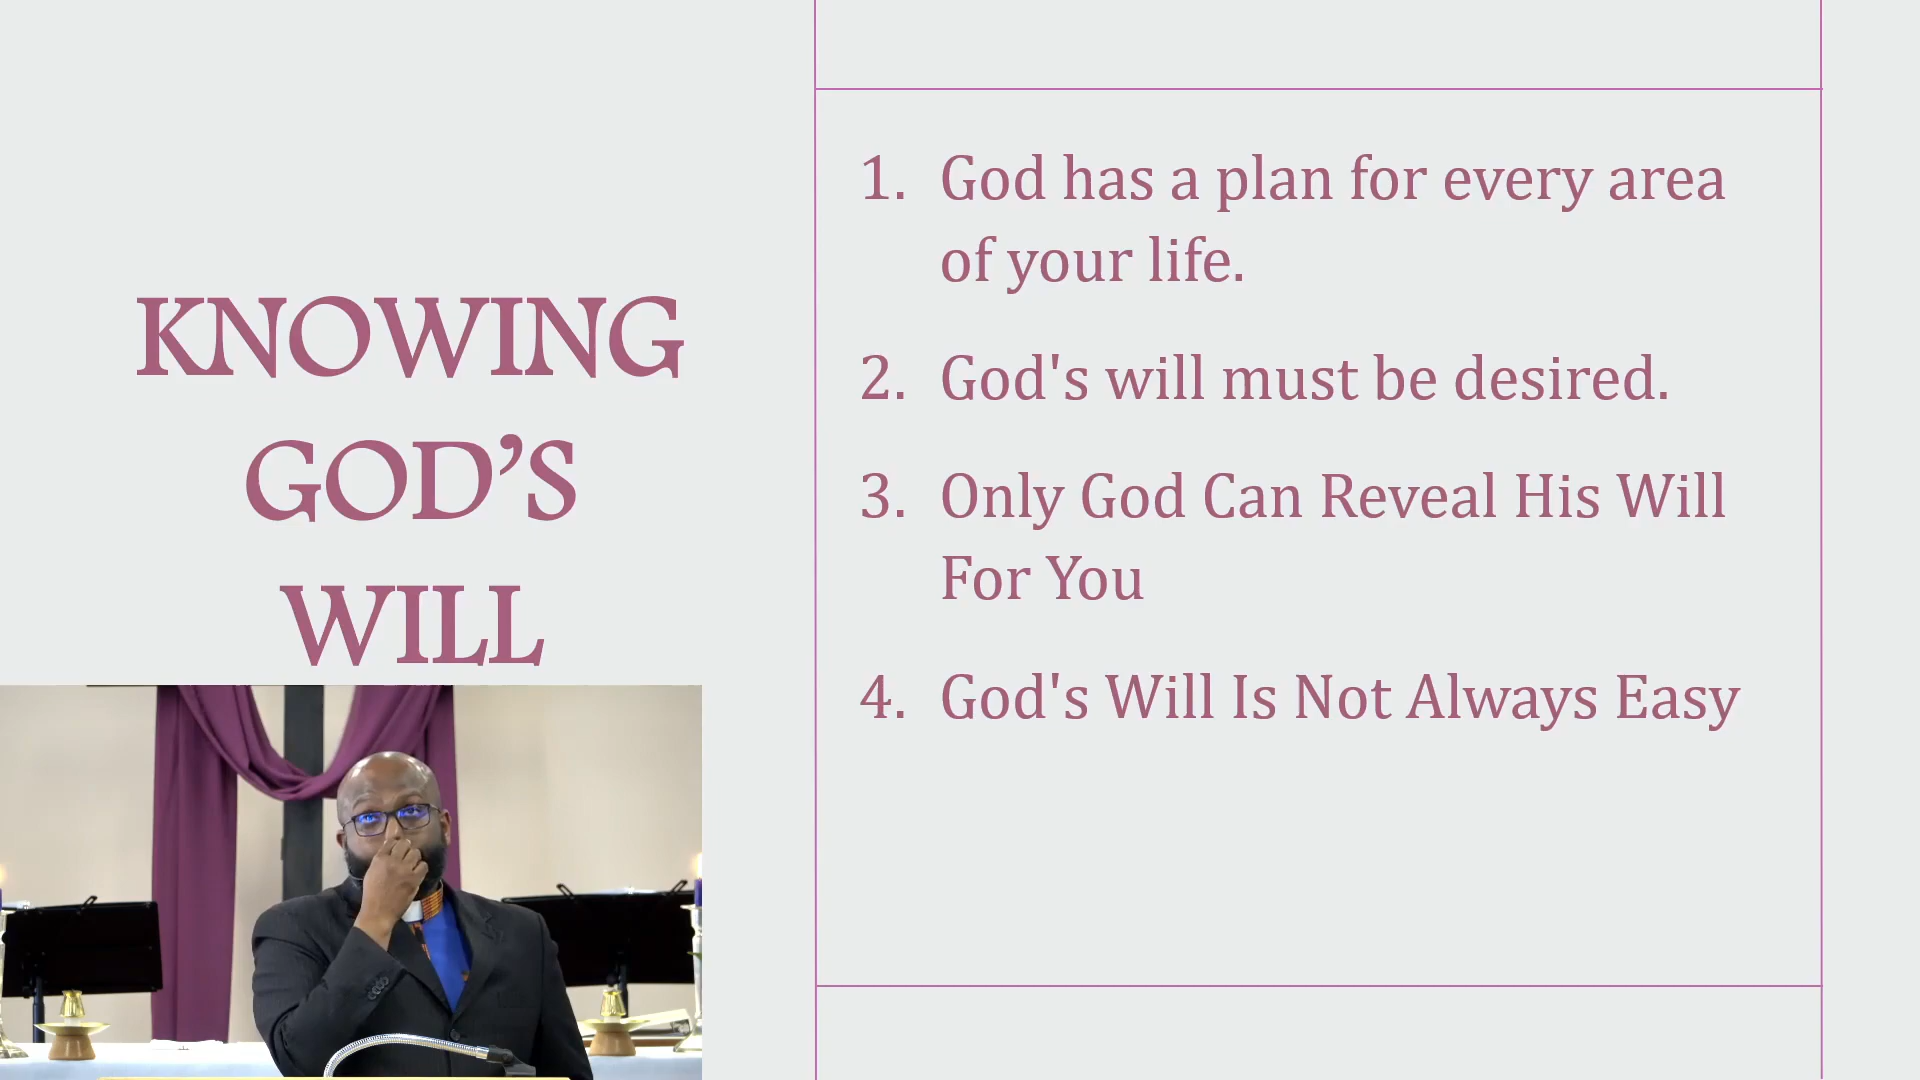 KNOWING
GOD’S
WILL
1. God has a plan for every area
of your life.
2. God's will must be desired.
3. Only God Can Reveal His Will
For You
4. God's Will Is Not Always Easy